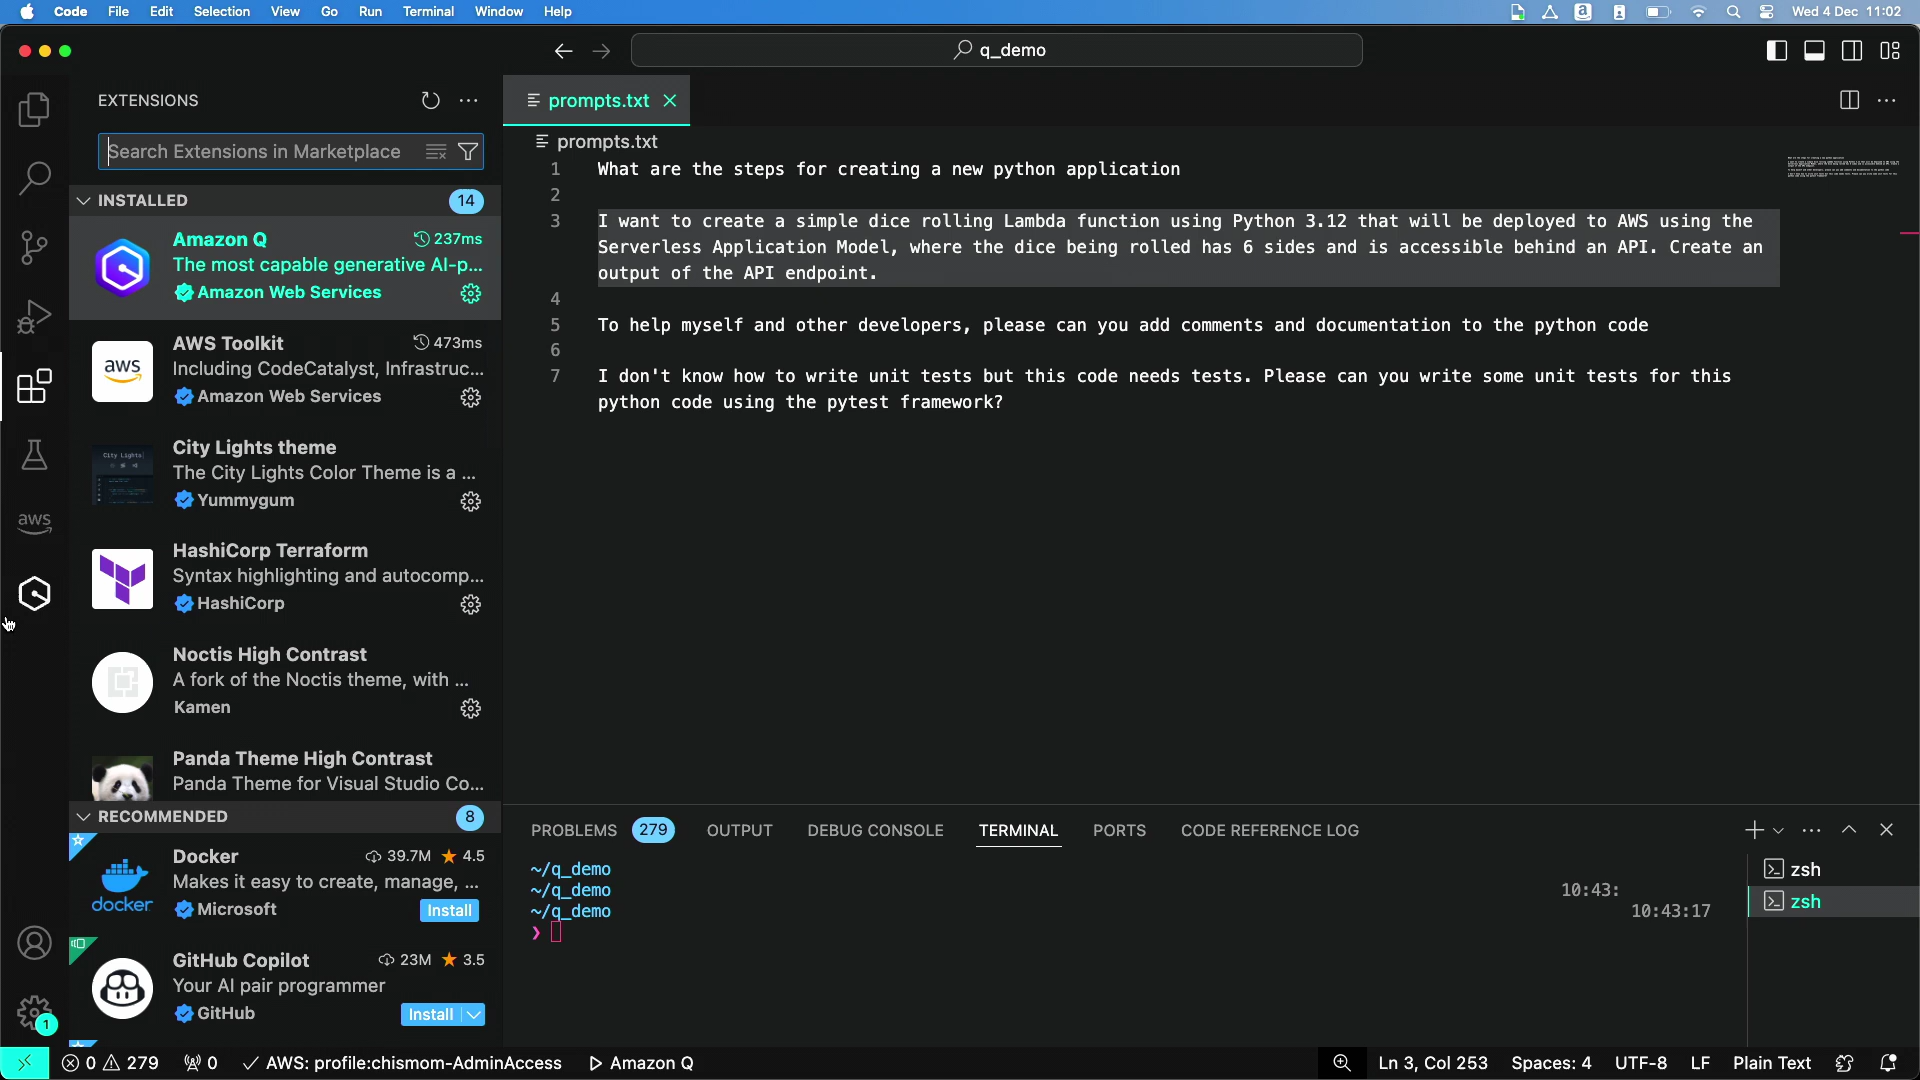 Code File Edit Selection View Go Run Terminal Window Help Wed 4 Dec 11:02
q_demo
EXTENSIONS
Search Extensions in Marketplace
INSTALLED 14
Amazon Q 237ms
The most capable generative AI-p...
Amazon Web Services
aws
AWS Toolkit 473ms
Including CodeCatalyst, Infrastruc...
Amazon Web Services
City Lights
City Lights theme
The City Lights Color Theme is a ...
Yummygum
aws
HashiCorp Terraform
Syntax highlighting and autocomp...
HashiCorp
Noctis High Contrast
A fork of the Noctis theme, with ...
Kamen
Panda Theme High Contrast
Panda Theme for Visual Studio Co...
RECOMMENDED 8
docker
Docker 39.7M 4.5
Makes it easy to create, manage, ...
Microsoft Install
GitHub Copilot 23M 3.5
Your AI pair programmer
GitHub Install
1
prompts.txt
prompts.txt
1 What are the steps for creating a new python application
2
3 I want to create a simple dice rolling Lambda function using Python 3.12 that will be deployed to AWS using the
Serverless Application Model, where the dice being rolled has 6 sides and is accessible behind an API. Create an
output of the API endpoint.
4
5 To help myself and other developers, please can you add comments and documentation to the python code
6
7 I don't know how to write unit tests but this code needs tests. Please can you write some unit tests for this
python code using the pytest framework?
PROBLEMS 279 OUTPUT DEBUG CONSOLE TERMINAL PORTS CODE REFERENCE LOG
~/q_demo
~/q_demo 10:43:
~/q_demo 10:43:17
❯
zsh
zsh
0 279 0 AWS: profile:chismom-AdminAccess Amazon Q Ln 3, Col 253 Spaces: 4 UTF-8 LF Plain Text